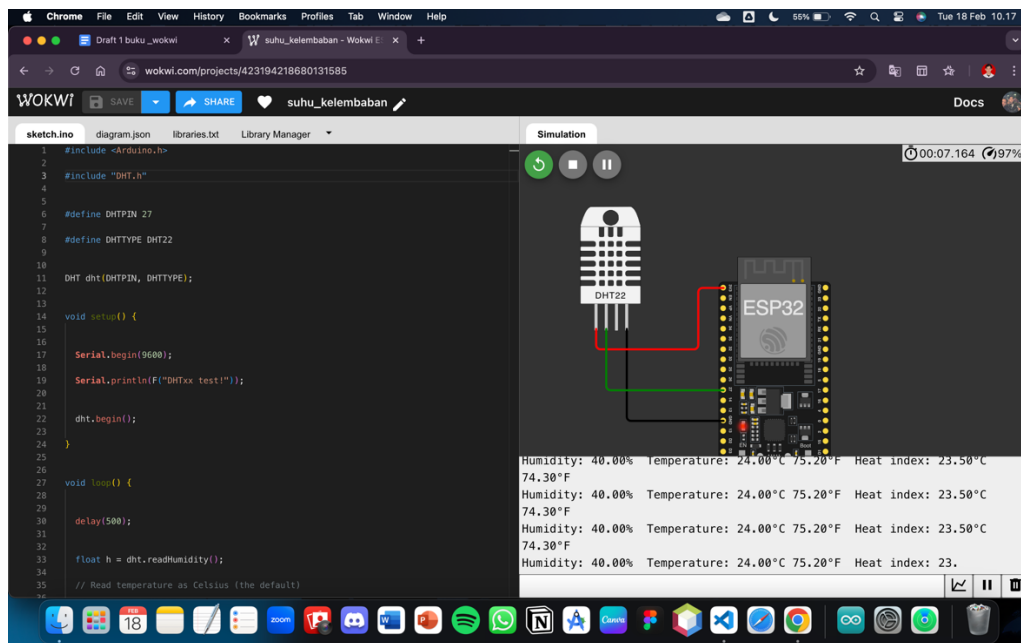 Chrome File Edit View History Bookmarks Profiles Tab Window Help
55%
Tue 18 Feb 10.17
Draft 1 buku _wokwi
suhu_kelembaban - Wokwi E
wokwi.com/projects/423194218680131585
WOKWI
SAVE
SHARE
suhu_kelembaban
Docs
sketch.ino
diagram.json
libraries.txt
Library Manager
1 #include <Arduino.h>
2
3 #include "DHT.h"
4
5
6 #define DHTPIN 27
7
8 #define DHTTYPE DHT22
9
10
11 DHT dht(DHTPIN, DHTTYPE);
12
13
14 void setup() {
15
16
17 Serial.begin(9600);
18
19 Serial.println(F("DHTxx test!"));
20
21
22 dht.begin();
23
24 }
25
26
27 void loop() {
28
29
30 delay(500);
31
32
33 float h = dht.readHumidity();
34
35 // Read temperature as Celsius (the default)
Simulation
00:07.164
97%
DHT22
ESP32
EN
Boot
Humidity: 40.00% Temperature: 24.00°C 75.20°F Heat index: 23.50°C
74.30°F
Humidity: 40.00% Temperature: 24.00°C 75.20°F Heat index: 23.50°C
74.30°F
Humidity: 40.00% Temperature: 24.00°C 75.20°F Heat index: 23.50°C
74.30°F
Humidity: 40.00% Temperature: 24.00°C 75.20°F Heat index: 23.
FEB
18
zoom
Canva